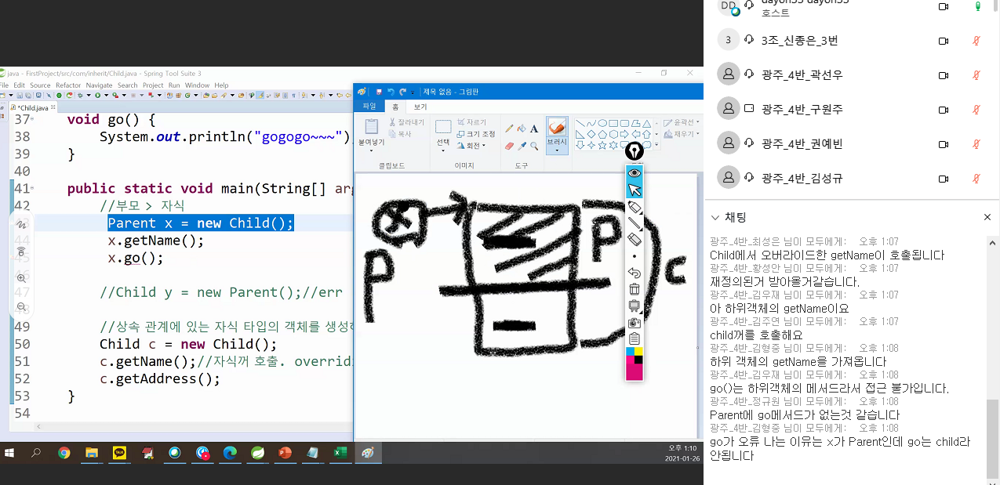 java - FirstProject/src/com/inherit/Child.java - Spring Tool Suite 3
File Edit Source Refactor Navigate Search Project Run Window Help
*Child.java
37 void go() {
38 System.out.println("gogogo~~~")
39 }
40
41 public static void main(String[] arg
42 //부모 > 자식
Parent x = new Child();
44 x.getName();
45 x.go();
46
47 //Child y = new Parent();//err
49 //상속 관계에 있는 자식 타입의 객체를 생성하
50 Child c = new Child();
51 c.getName();//자식꺼 호출. overridi
52 c.getAddress();
53 }
54
제목 없음 - 그림판
파일 홈 보기
붙여넣기
잘라내기
복사
클립보드
선택
자르기
크기 조정
회전
이미지
A
도구
브러시
윤곽선
채우기
x
P
P
C
TALK
오후 1:10
2021-01-26
DD
dayon55 dayon55
호스트
3 3조_신종은_3번
광주_4반_곽선우
광주_4반_구원주
광주_4반_권예빈
광주_4반_김성규
채팅
광주_4반_최성은 님이 모두에게: 오후 1:07
Child에서 오버라이드한 getName이 호출됩니다
광주_4반_황성안 님이 모두에게: 오후 1:07
재정의된거 받아올거같습니다.
광주_4반_김우재 님이 모두에게: 오후 1:07
아 하위객체의 getName이요
광주_4반_김주연 님이 모두에게: 오후 1:07
child꺼를 호출해요
광주_4반_김형중 님이 모두에게: 오후 1:08
하위 객체의 getName을 가져옵니다
광주_4반_김우재 님이 모두에게: 오후 1:08
go()는 하위객체의 메서드라서 접근 불가입니다.
광주_4반_정규원 님이 모두에게: 오후 1:08
Parent에 go메서드가 없는것 같습니다
광주_4반_김형중 님이 모두에게: 오후 1:08
go가 오류 나는 이유는 x가 Parent인데 go는 child라
안됩니다